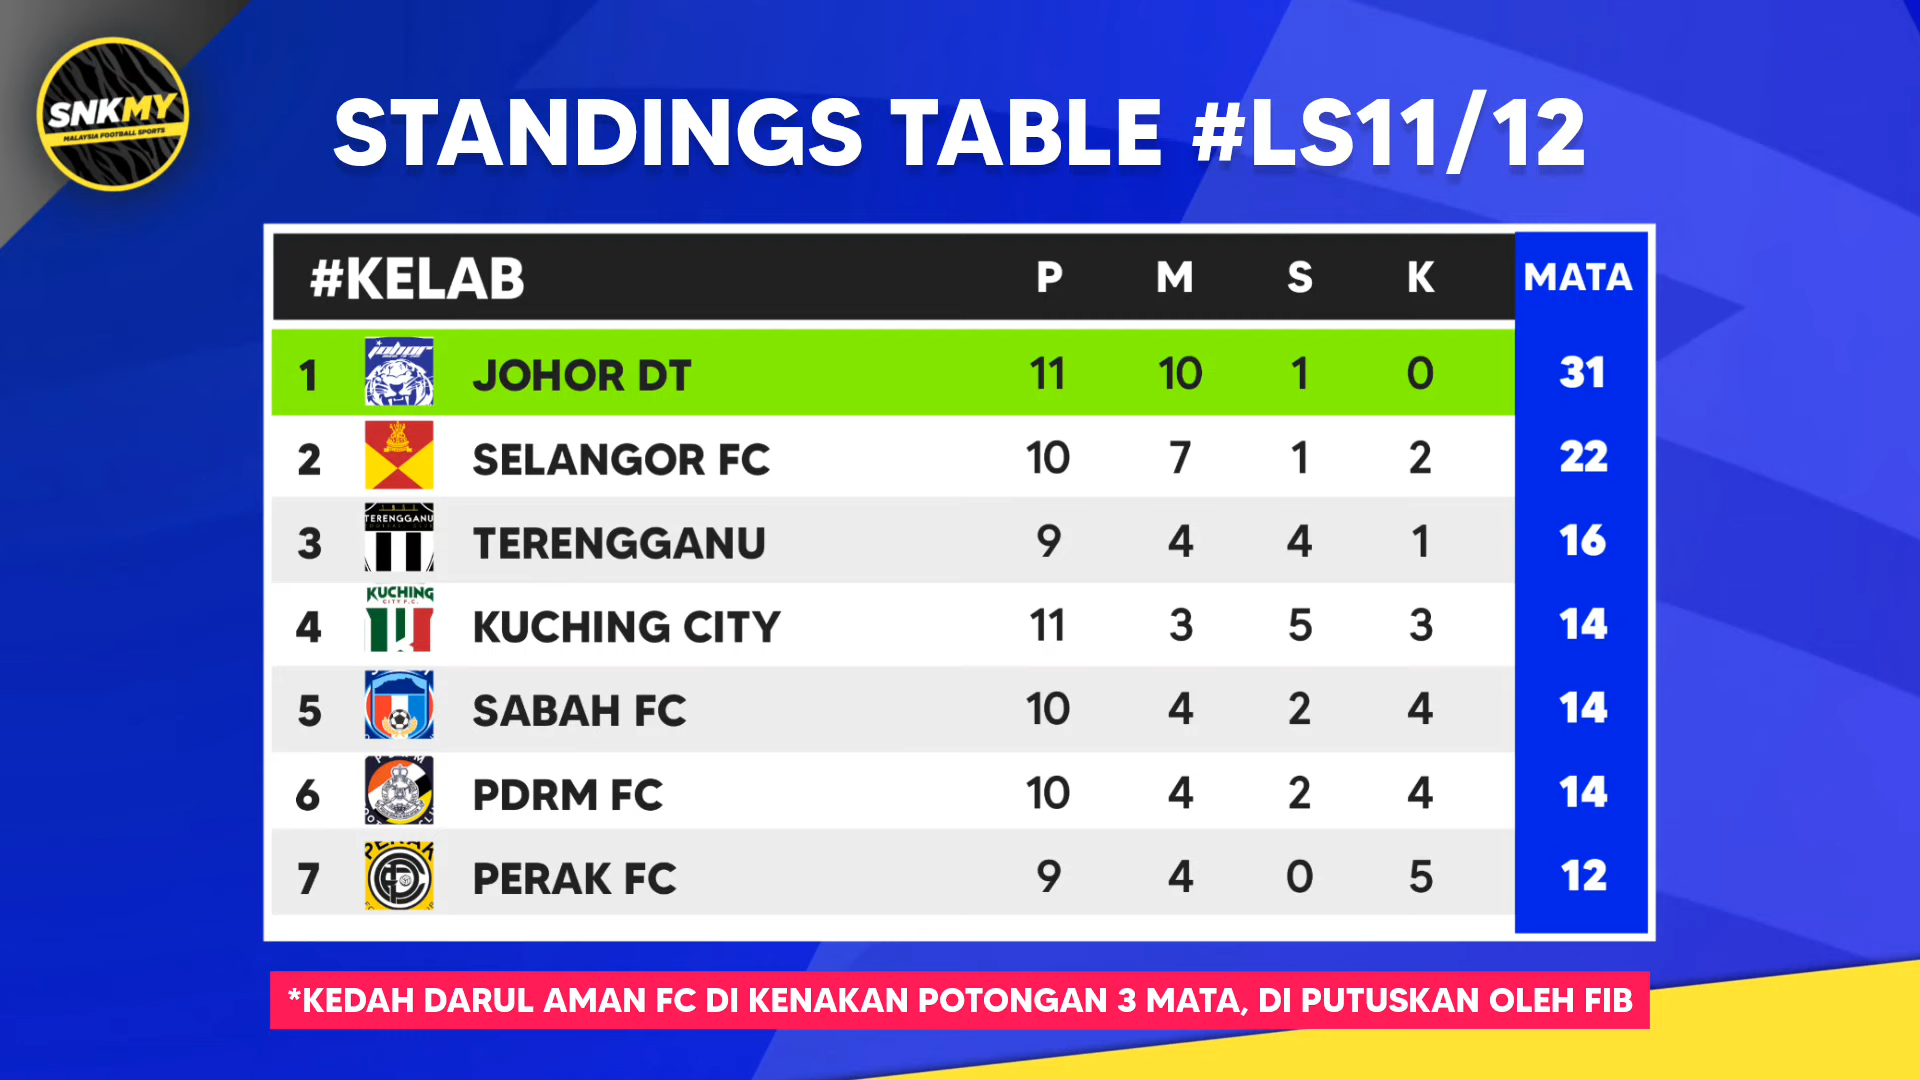 SNKMY
MALAYSIA FOOTBALL SPORTS
STANDINGS TABLE #LS11/12
#KELAB P M S K MATA
1 JOHOR JOHOR DT 11 10 1 0 31
2 SELANGOR FC 10 7 1 2 22
3 TERENGGANU TERENGGANU 9 4 4 1 16
4 KUCHING CITY F.C. KUCHING CITY 11 3 5 3 14
5 SABAH FC 10 4 2 4 14
6 PDRM FC 10 4 2 4 14
7 PERAK FC 9 4 0 5 12
*KEDAH DARUL AMAN FC DI KENAKAN POTONGAN 3 MATA, DI PUTUSKAN OLEH FIB